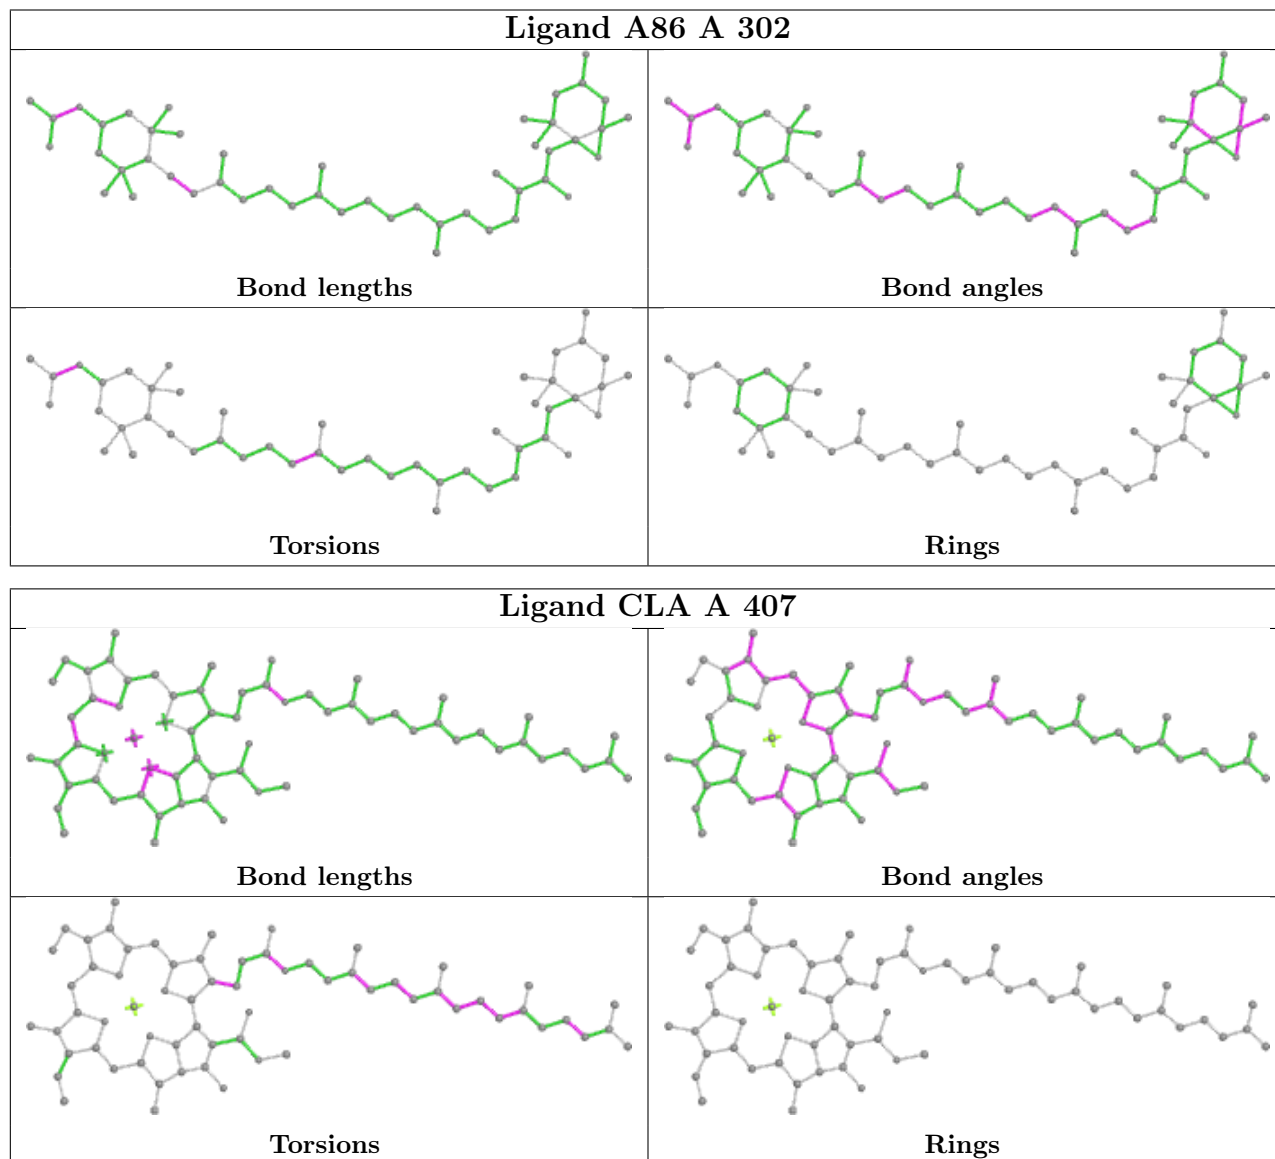 Ligand A86 A 302
Bond lengths
Bond angles
Torsions
Rings
Ligand CLA A 407
Bond lengths
Bond angles
Torsions
Rings